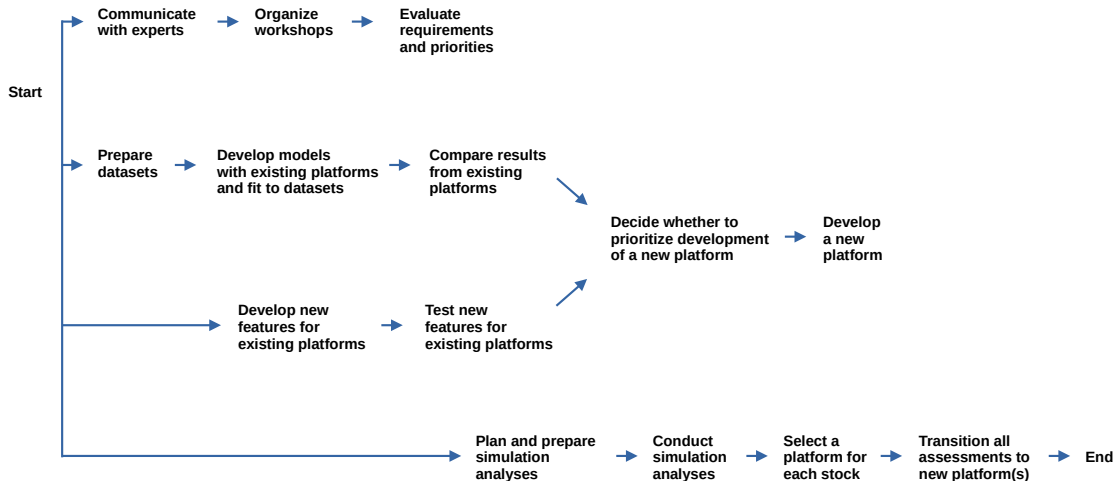 Start
Communicate
with experts
Organize
workshops
Evaluate
requirements
and priorities
Prepare
datasets
Develop models
with existing platforms
and fit to datasets
Compare results
from existing
platforms
Decide whether to
prioritize development
of a new platform
Develop
a new
platform
Develop new
features for
existing platforms
Test new
features for
existing platforms
Plan and prepare
simulation
analyses
Conduct
simulation
analyses
Select a
platform for
each stock
Transition all
assessments to
new platform(s)
End